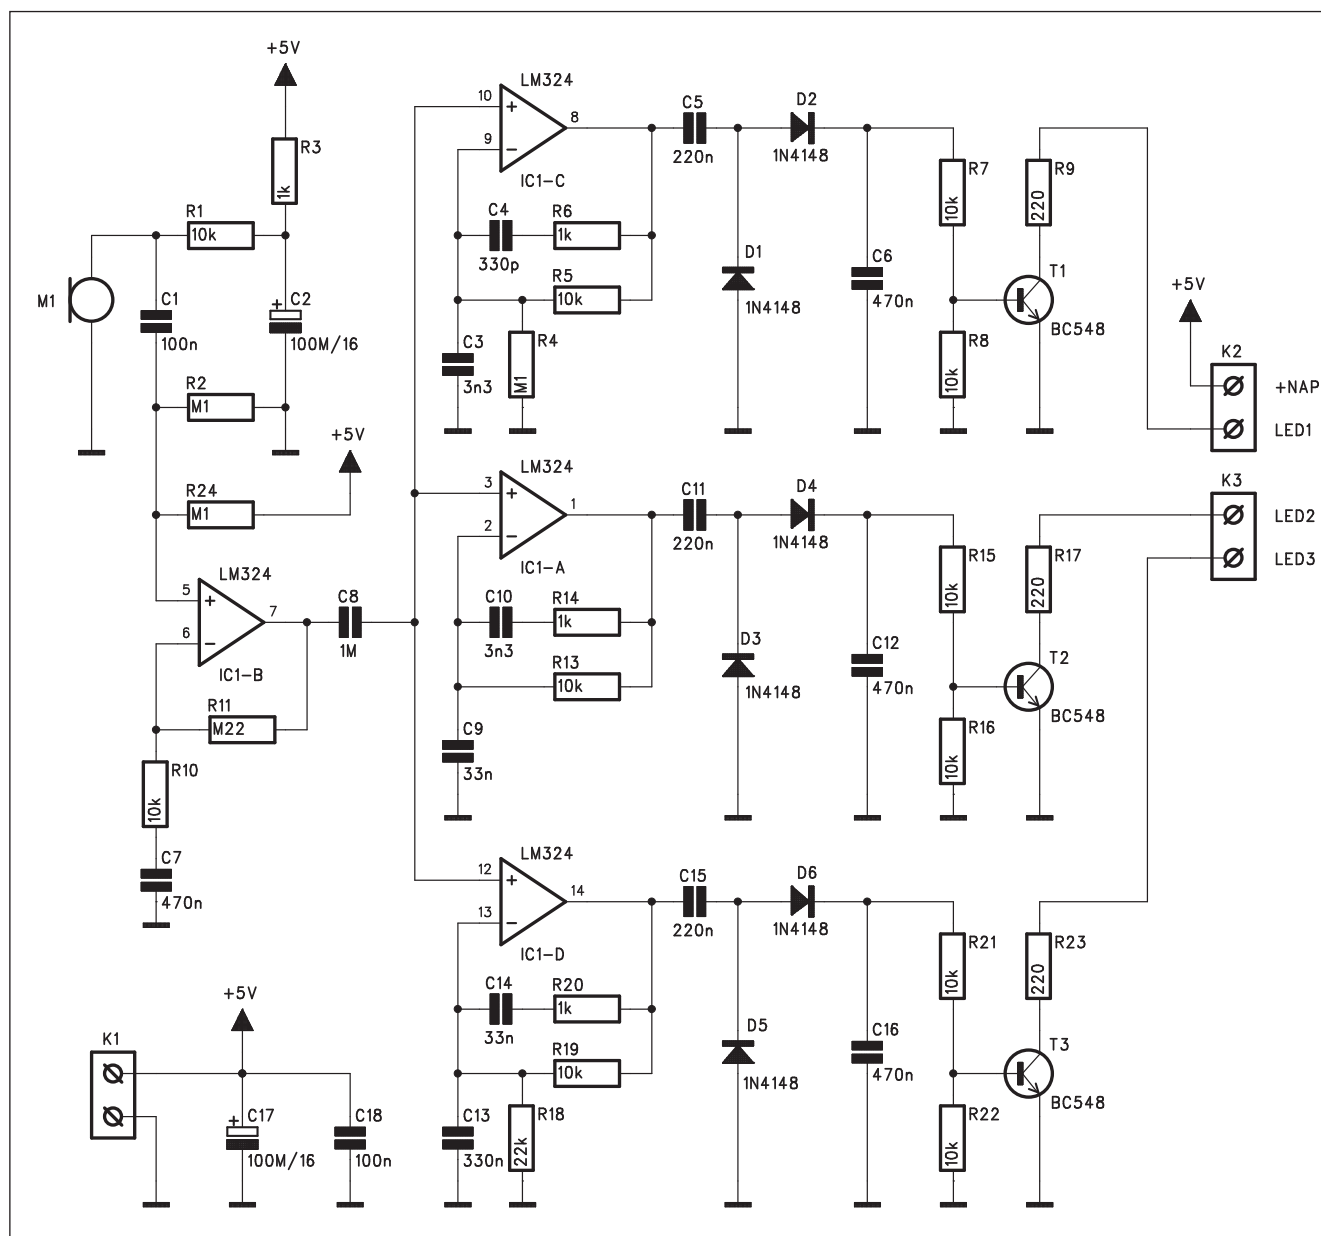 +5V
R3
1k
R1
10k
M1
C1
100n
C2
+
100M/16
R2
M1
+5V
R24
M1
LM324
5
+
6
−
7
IC1-B
C8
1M
R11
M22
R10
10k
C7
470n
LM324
10
+
9
−
8
IC1-C
C4
330p
R6
1k
R5
10k
C3
3n3
R4
M1
C5
220n
D2
1N4148
D1
1N4148
C6
470n
R7
10k
R8
10k
R9
220
T1
BC548
+5V
K2
+NAP
LED1
LM324
3
+
2
−
1
IC1-A
C10
3n3
R14
1k
R13
10k
C9
33n
C11
220n
D4
1N4148
D3
1N4148
C12
470n
R15
10k
R16
10k
R17
220
T2
BC548
K3
LED2
LED3
LM324
12
+
13
−
14
IC1-D
C14
33n
R20
1k
R19
10k
C13
330n
R18
22k
C15
220n
D6
1N4148
D5
1N4148
C16
470n
R21
10k
R22
10k
R23
220
T3
BC548
+5V
K1
+
C17
100M/16
C18
100n